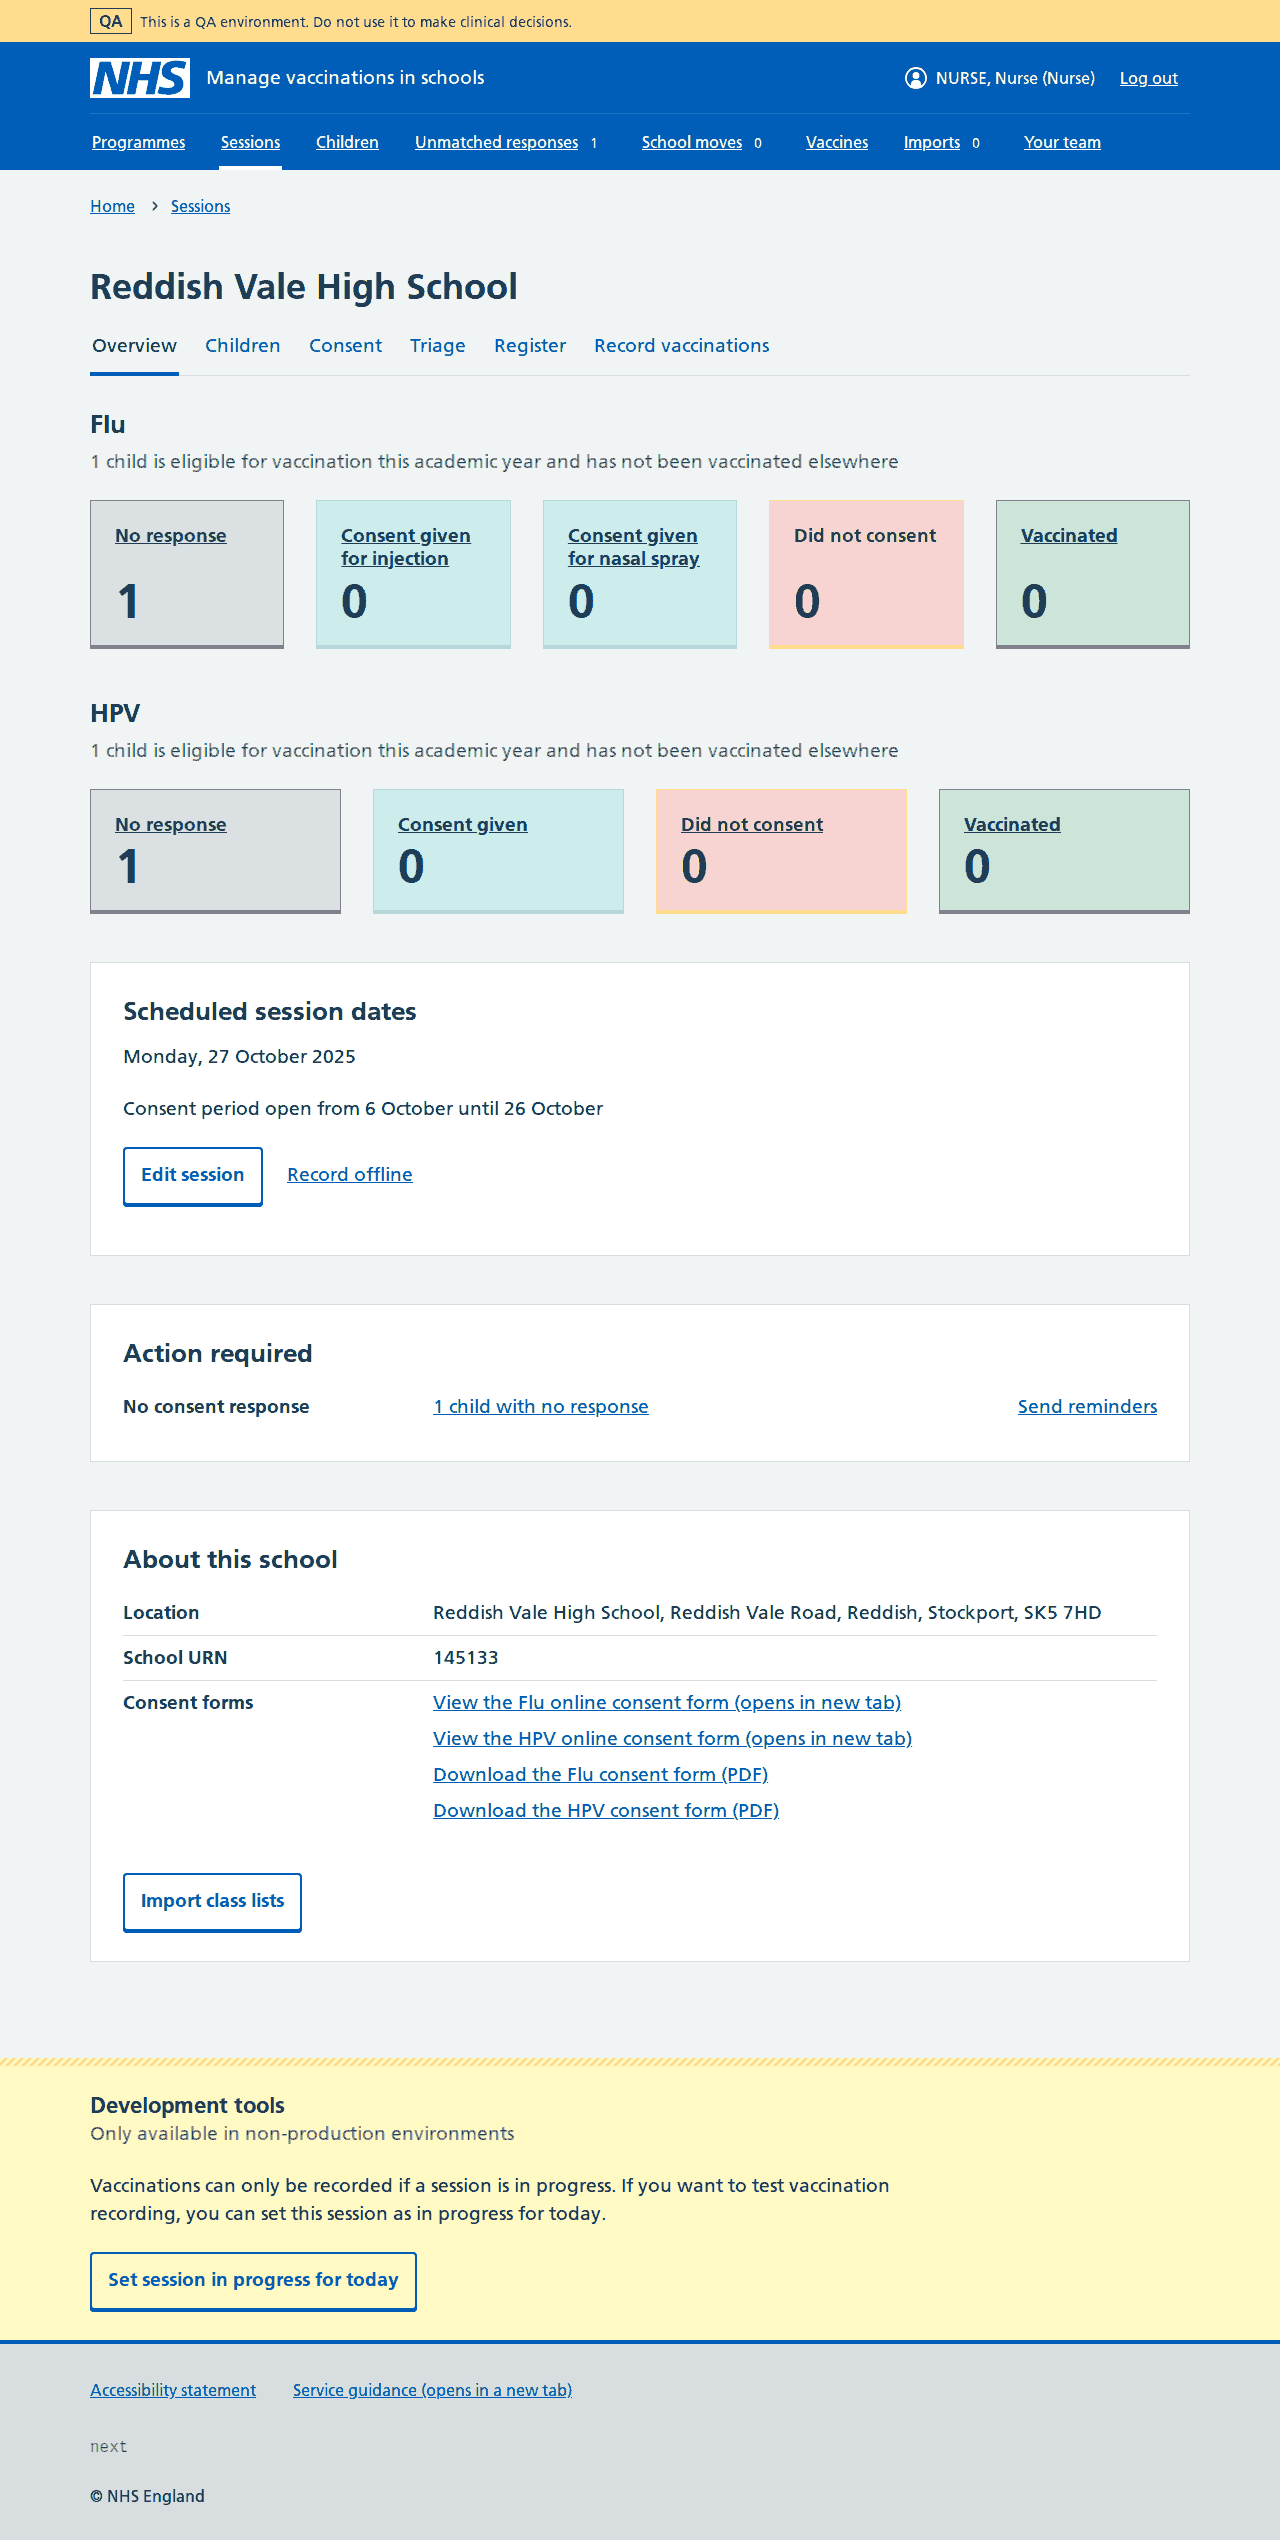 QA This is a QA environment. Do not use it to make clinical decisions.
NHS Manage vaccinations in schools NURSE, Nurse (Nurse) Log out
Programmes Sessions Children Unmatched responses 1 School moves 0 Vaccines Imports 0 Your team
Home > Sessions
Reddish Vale High School
Overview Children Consent Triage Register Record vaccinations
Flu
1 child is eligible for vaccination this academic year and has not been vaccinated elsewhere
No response
1
Consent given
for injection
0
Consent given
for nasal spray
0
Did not consent
0
Vaccinated
0
HPV
1 child is eligible for vaccination this academic year and has not been vaccinated elsewhere
No response
1
Consent given
0
Did not consent
0
Vaccinated
0
Scheduled session dates
Monday, 27 October 2025
Consent period open from 6 October until 26 October
Edit session Record offline
Action required
No consent response 1 child with no response Send reminders
About this school
Location Reddish Vale High School, Reddish Vale Road, Reddish, Stockport, SK5 7HD
School URN 145133
Consent forms View the Flu online consent form (opens in new tab)
View the HPV online consent form (opens in new tab)
Download the Flu consent form (PDF)
Download the HPV consent form (PDF)
Import class lists
Development tools
Only available in non-production environments
Vaccinations can only be recorded if a session is in progress. If you want to test vaccination
recording, you can set this session as in progress for today.
Set session in progress for today
Accessibility statement Service guidance (opens in a new tab)
next
© NHS England